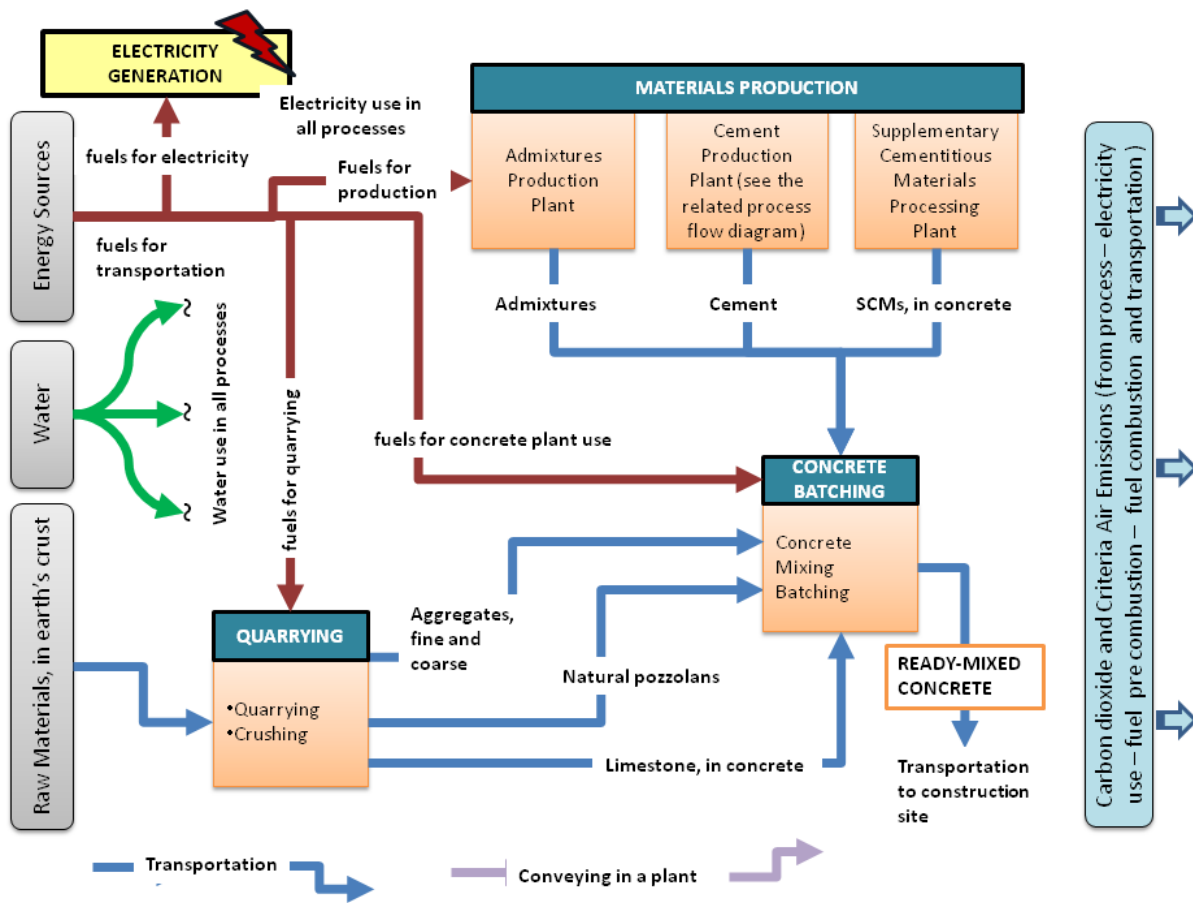 ELECTRICITY
GENERATION
Electricity use in
all processes
MATERIALS PRODUCTION
Admixtures
Production
Plant
Cement
Production
Plant (see the
related process
flow diagram)
Supplementary
Cementitious
Materials
Processing
Plant
Energy Sources
fuels for electricity
Fuels for
production
fuels for
transportation
Admixtures
Cement
SCMs, in concrete
Water
Water use in all processes
fuels for quarrying
fuels for concrete plant use
CONCRETE
BATCHING
Concrete
Mixing
Batching
Raw Materials, in earth's crust
QUARRYING
•Quarrying
•Crushing
Aggregates,
fine and
coarse
Natural pozzolans
Limestone, in concrete
READY-MIXED
CONCRETE
Transportation
to construction
site
Carbon dioxide and Criteria Air Emissions (from process – electricity
use – fuel pre combustion – fuel combustion and transportation )
Transportation
Conveying in a plant